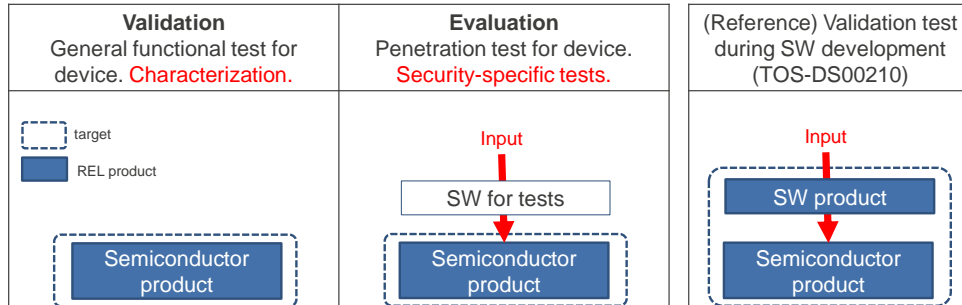 Validation
General functional test for
device. Characterization.
target
REL product
Semiconductor
product
Evaluation
Penetration test for device.
Security-specific tests.
Input
SW for tests
Semiconductor
product
(Reference) Validation test
during SW development
(TOS-DS00210)
Input
SW product
Semiconductor
product